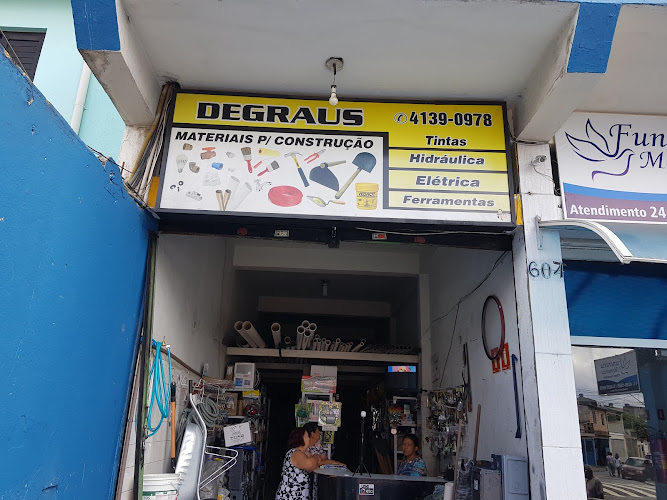 DEGRAUS
4139-0978
MATERIAIS P/ CONSTRUÇÃO
Tintas
Hidráulica
Elétrica
Ferramentas
Fun
M
Atendimento 24
607